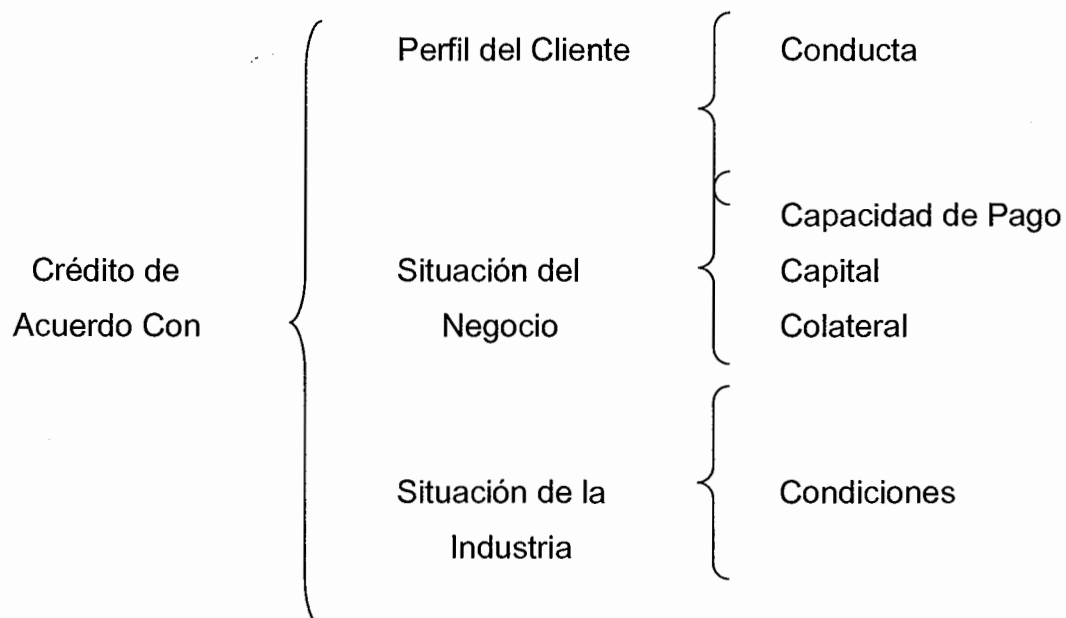 Perfil del Cliente
Conducta
Crédito de
Acuerdo Con
Situación del
Negocio
Capacidad de Pago
Capital
Colateral
Situación de la
Industria
Condiciones